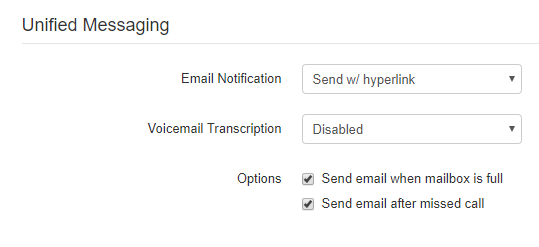 Unified Messaging
Email Notification Send w/ hyperlink
Voicemail Transcription Disabled
Options Send email when mailbox is full
Send email after missed call